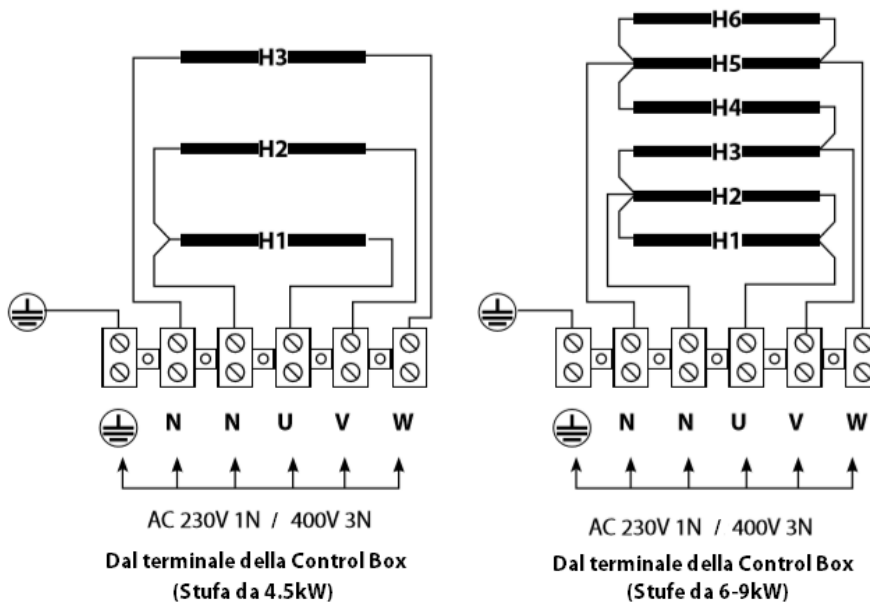 H3
H2
H1
N N U V W
AC 230V 1N / 400V 3N
Dal terminale della Control Box
(Stufa da 4.5kW)
H6
H5
H4
H3
H2
H1
N N U V W
AC 230V 1N / 400V 3N
Dal terminale della Control Box
(Stufe da 6-9kW)